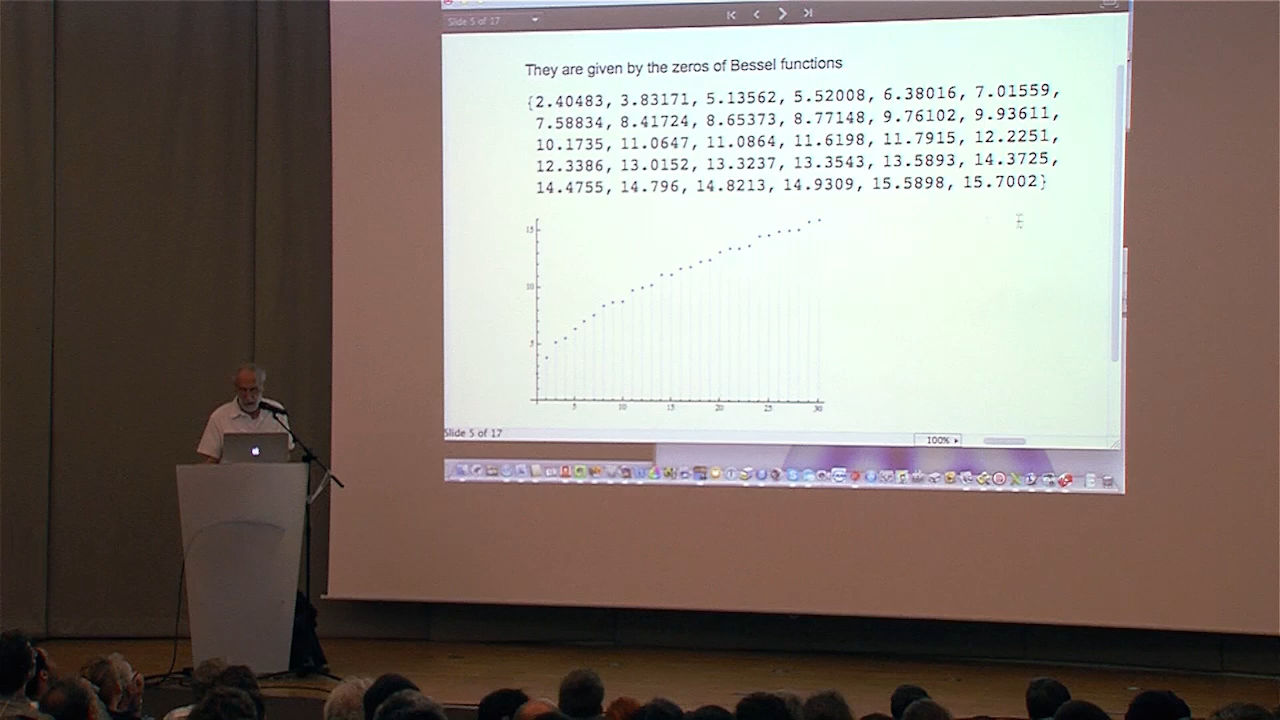 Slide 5 of 17
They are given by the zeros of Bessel functions
{2.40483, 3.83171, 5.13562, 5.52008, 6.38016, 7.01559,
7.58834, 8.41724, 8.65373, 8.77148, 9.76102, 9.93611,
10.1735, 11.0647, 11.0864, 11.6198, 11.7915, 12.2251,
12.3386, 13.0152, 13.3237, 13.3543, 13.5893, 14.3725,
14.4755, 14.796, 14.8213, 14.9309, 15.5898, 15.7002}
15
10
5
5 10 15 20 25 30
Slide 5 of 17
100%